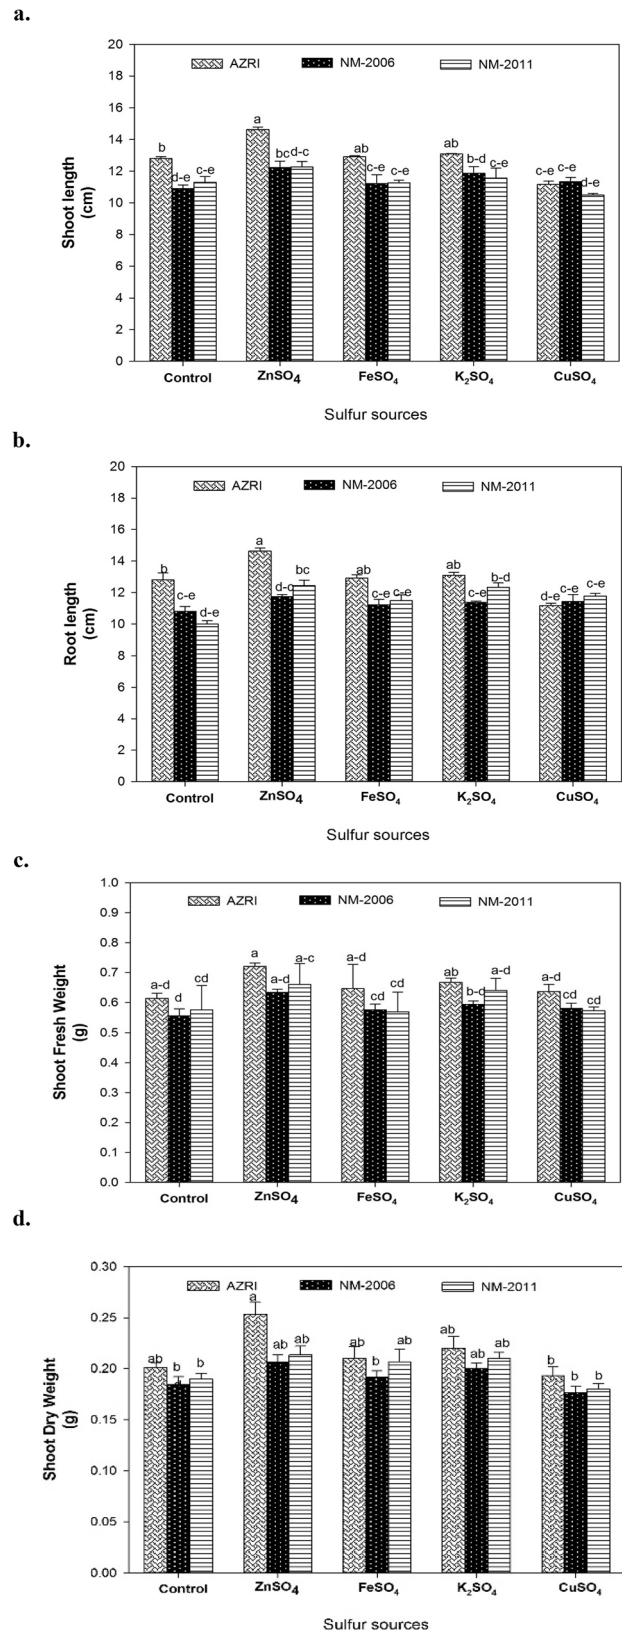 a.
20
18
16
14
12
10
8
6
4
2
0
Shoot length
(cm)
AZRI NM-2006 NM-2011
b d-e c-e a bc d-c ab c-e c-e ab b-d c-e c-e c-e d-e
Control ZnSO4 FeSO4 K2SO4 CuSO4
Sulfur sources
b.
20
18
16
14
12
10
8
6
4
2
0
Root length
(cm)
AZRI NM-2006 NM-2011
b c-e d-e a d-c bc ab c-e c-e ab c-e b-d d-e c-e c-e
Control ZnSO4 FeSO4 K2SO4 CuSO4
Sulfur sources
c.
1.0
0.9
0.8
0.7
0.6
0.5
0.4
0.3
0.2
0.1
0.0
Shoot Fresh Weight
(g)
AZRI NM-2006 NM-2011
a-d d cd a a-d a-c a-d cd cd ab b-d a-d a-d cd cd
Control ZnSO4 FeSO4 K2SO4 CuSO4
d.
0.30
0.25
0.20
0.15
0.10
0.05
0.00
Shoot Dry Weight
(g)
AZRI NM-2006 NM-2011
ab b b a ab ab ab b ab ab ab ab b b b
Control ZnSO4 FeSO4 K2SO4 CuSO4
Sulfur sources